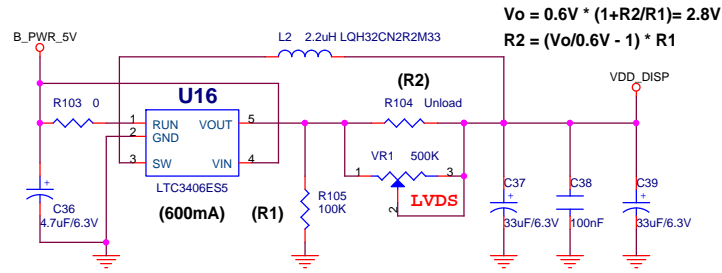 Vo = 0.6V * (1+R2/R1)= 2.8V
R2 = (Vo/0.6V - 1) * R1
L2 2.2uH LQH32CN2R2M33
B_PWR_5V
VDD_DISP
(R2)
U16
R103 0
R104 Unload
1 RUN VOUT 5
2 GND
3 SW VIN 4
VR1 500K
1 3
2
LVDS
LTC3406ES5
(600mA)
(R1)
R105
100K
+
C36
4.7uF/6.3V
C37
+
33uF/6.3V
C38
100nF
C39
+
33uF/6.3V